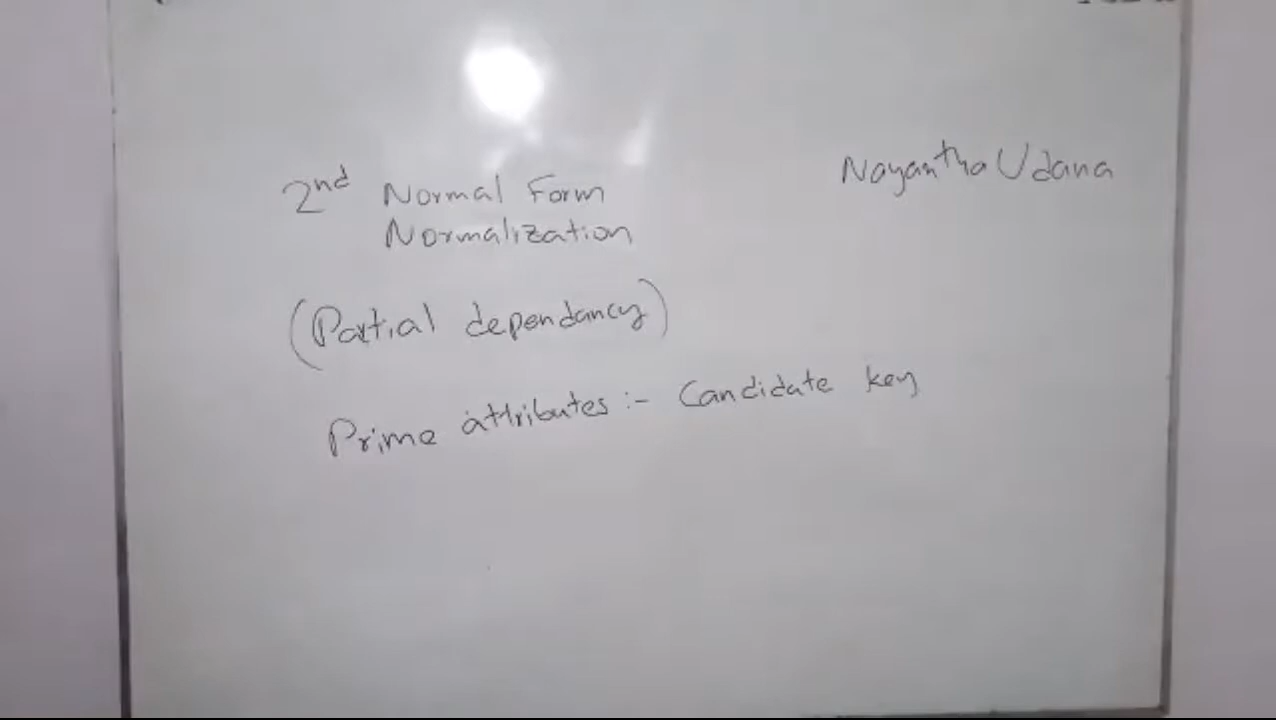 2nd Normal Form
Normalization
Nayantha Udana
(Partial dependancy)
Prime attributes :- Candidate key